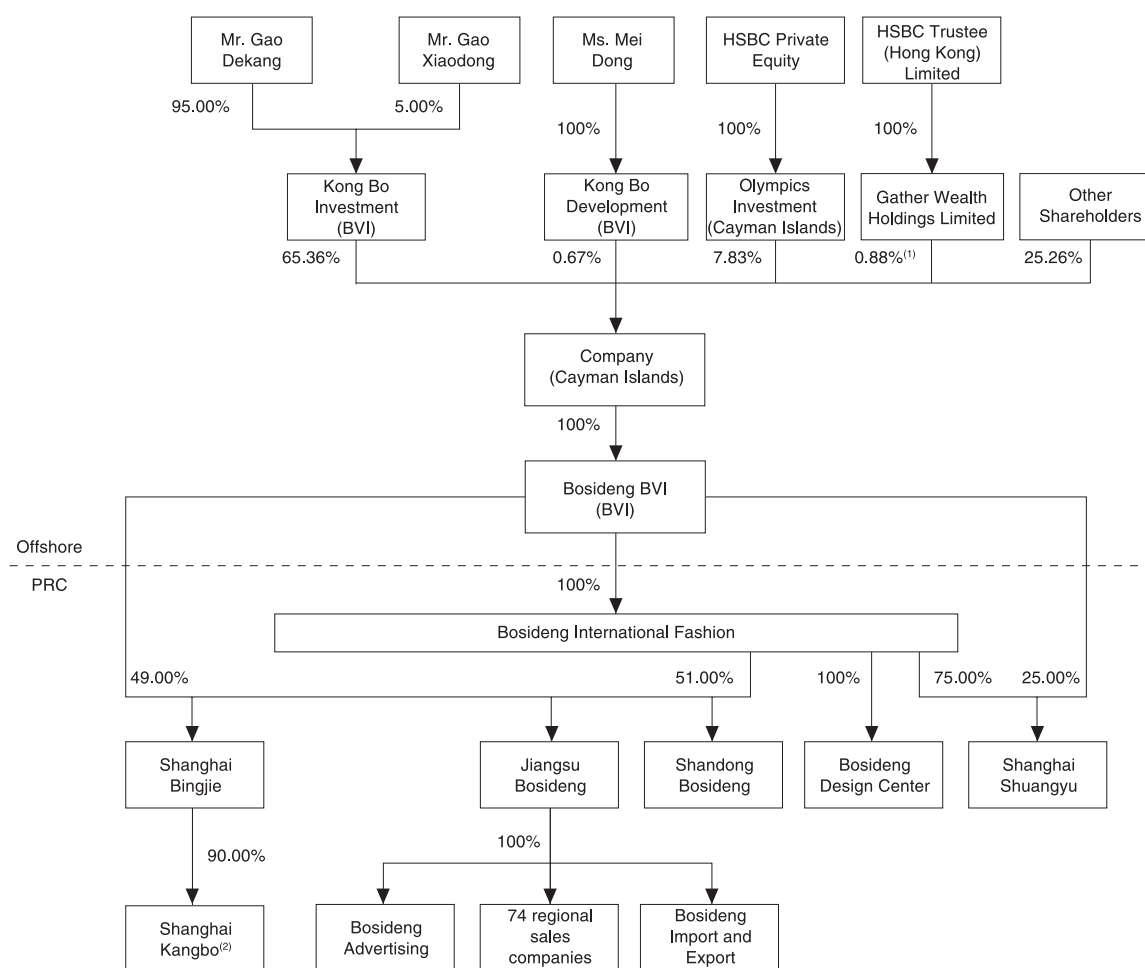 Mr. Gao
Dekang
Mr. Gao
Xiaodong
Ms. Mei
Dong
HSBC Private
Equity
HSBC Trustee
(Hong Kong)
Limited
95.00%
5.00%
100%
100%
100%
Kong Bo
Investment
(BVI)
Kong Bo
Development
(BVI)
Olympics
Investment
(Cayman Islands)
Gather Wealth
Holdings Limited
Other
Shareholders
65.36%
0.67%
7.83%
0.88%(1)
25.26%
Company
(Cayman Islands)
100%
Bosideng BVI
(BVI)
Offshore
PRC
100%
Bosideng International Fashion
49.00%
51.00%
100%
75.00%
25.00%
Shanghai
Bingjie
Jiangsu
Bosideng
Shandong
Bosideng
Bosideng
Design Center
Shanghai
Shuangyu
90.00%
100%
Shanghai
Kangbo(2)
Bosideng
Advertising
74 regional
sales
companies
Bosideng
Import and
Export